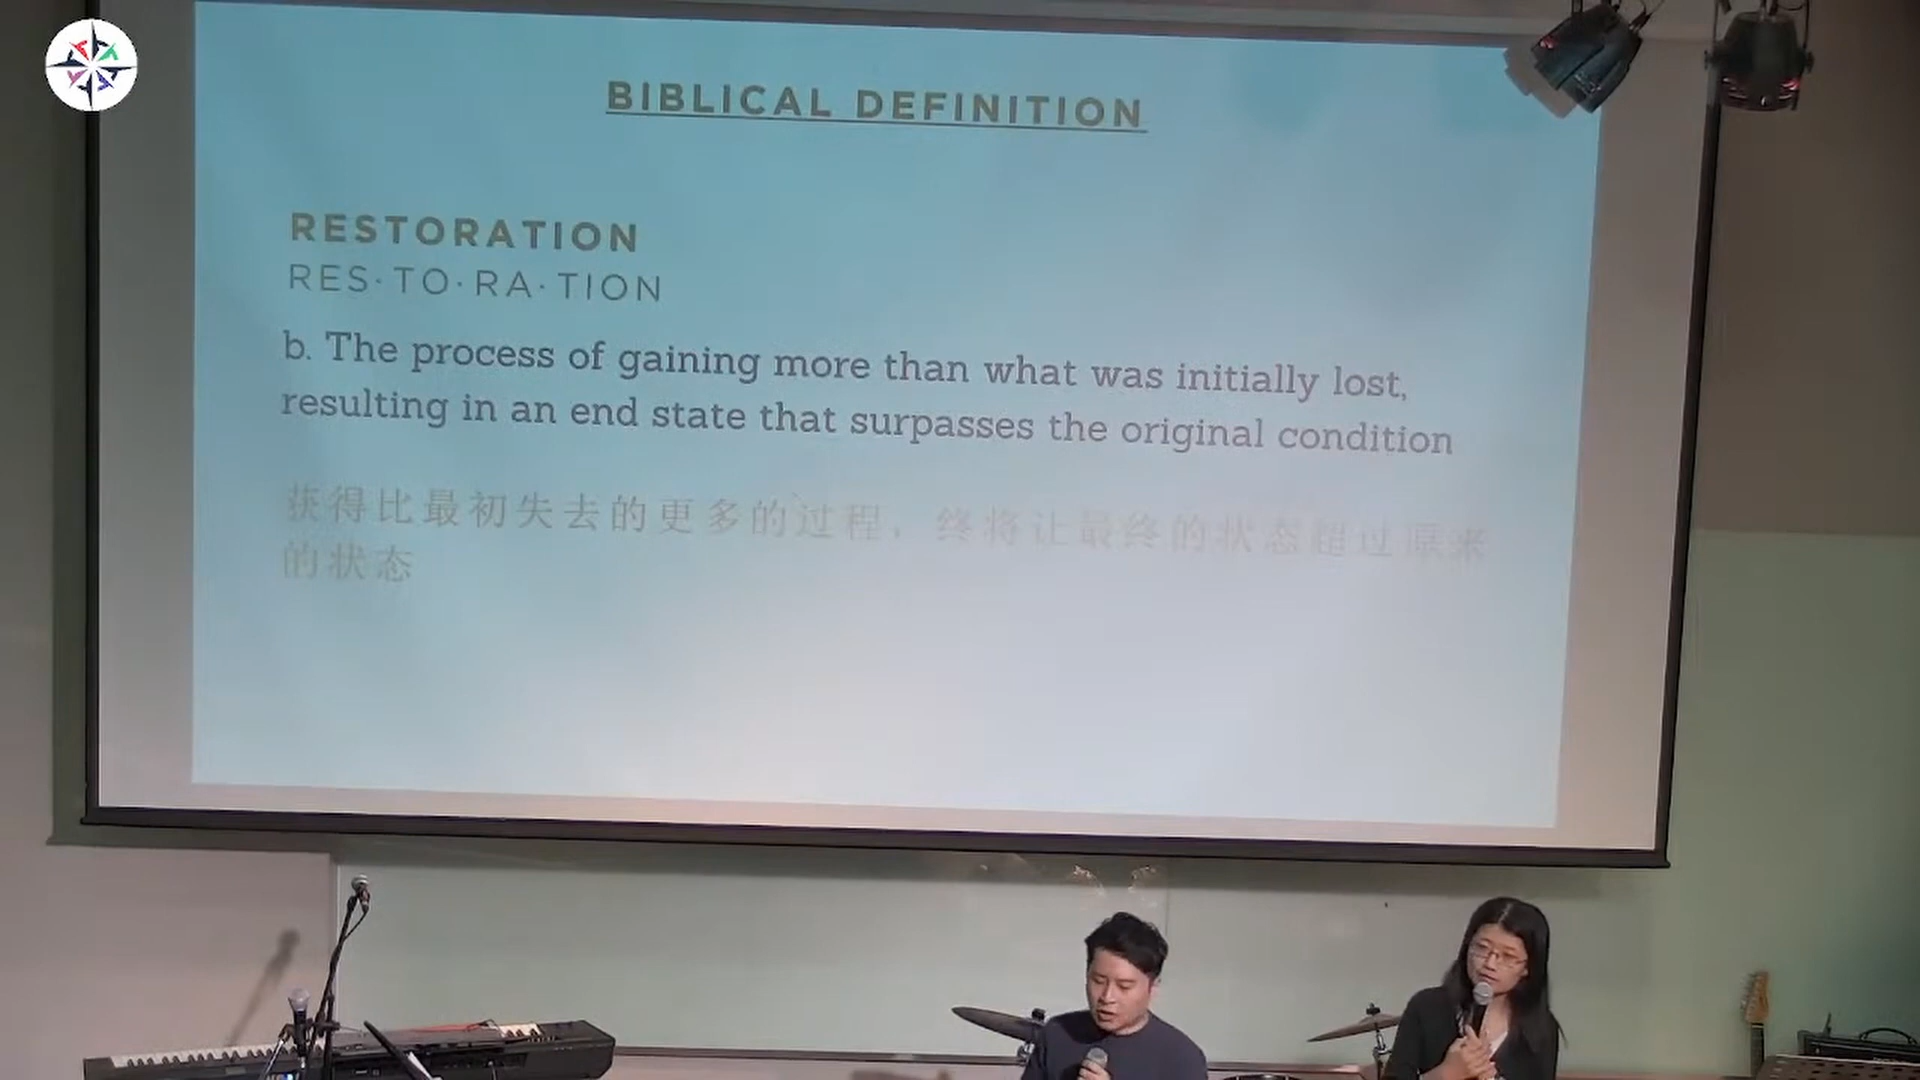 BIBLICAL DEFINITION
RESTORATION
RES·TO·RA·TION
b. The process of gaining more than what was initially lost,
resulting in an end state that surpasses the original condition
获得比最初失去的更多的过程，终将让最终的状态超过原来
的状态